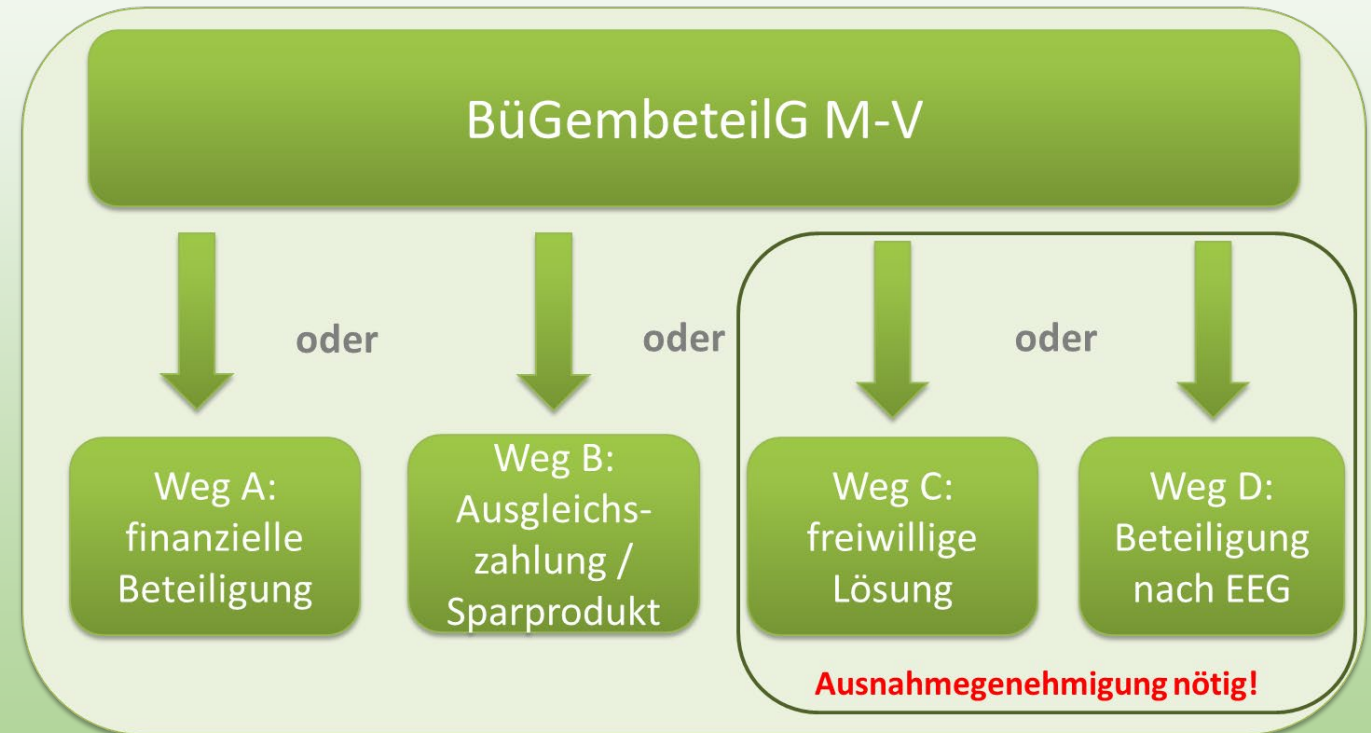 BüGembeteilG M-V
oder
oder
oder
Weg A:
finanzielle
Beteiligung
Weg B:
Ausgleichs-
zahlung /
Sparprodukt
Weg C:
freiwillige
Lösung
Weg D:
Beteiligung
nach EEG
Ausnahmegenehmigung nötig!